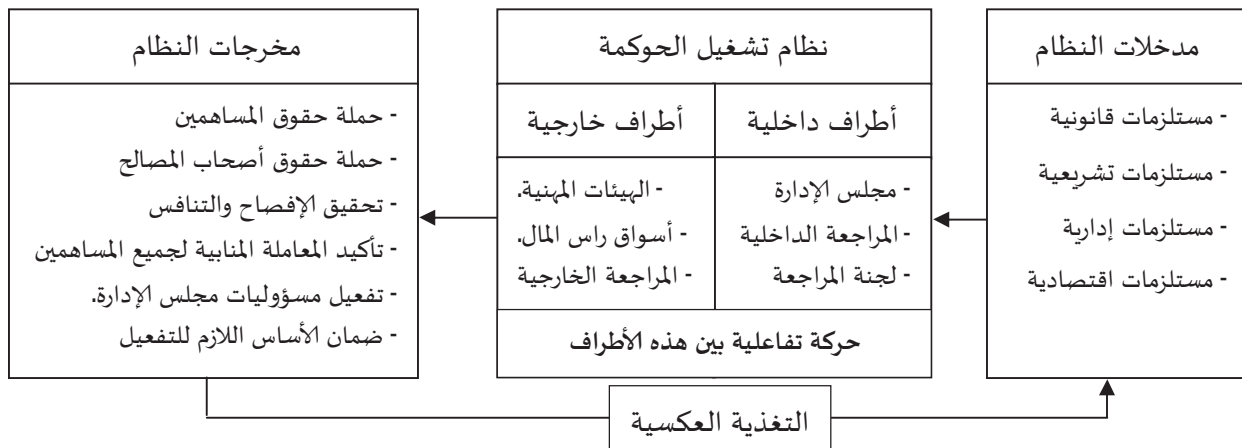 مدخلات النظام
- مستلزمات قانونية
- مستلزمات تشريعية
- مستلزمات إدارية
- مستلزمات اقتصادية
نظام تشغيل الحوكمة
أطراف داخلية
- مجلس الإدارة
- المراجعة الداخلية
- لجنة المراجعة
أطراف خارجية
- الهيئات المهنية.
- أسواق راس المال.
- المراجعة الخارجية
حركة تفاعلية بين هذه الأطراف
مخرجات النظام
- حملة حقوق المساهمين
- حملة حقوق أصحاب المصالح
- تحقيق الإفصاح والتنافس
- تأكيد المعاملة المنابية لجميع المساهمين
- تفعيل مسؤوليات مجلس الإدارة.
- ضمان الأساس اللازم للتفعيل
التغذية العكسية